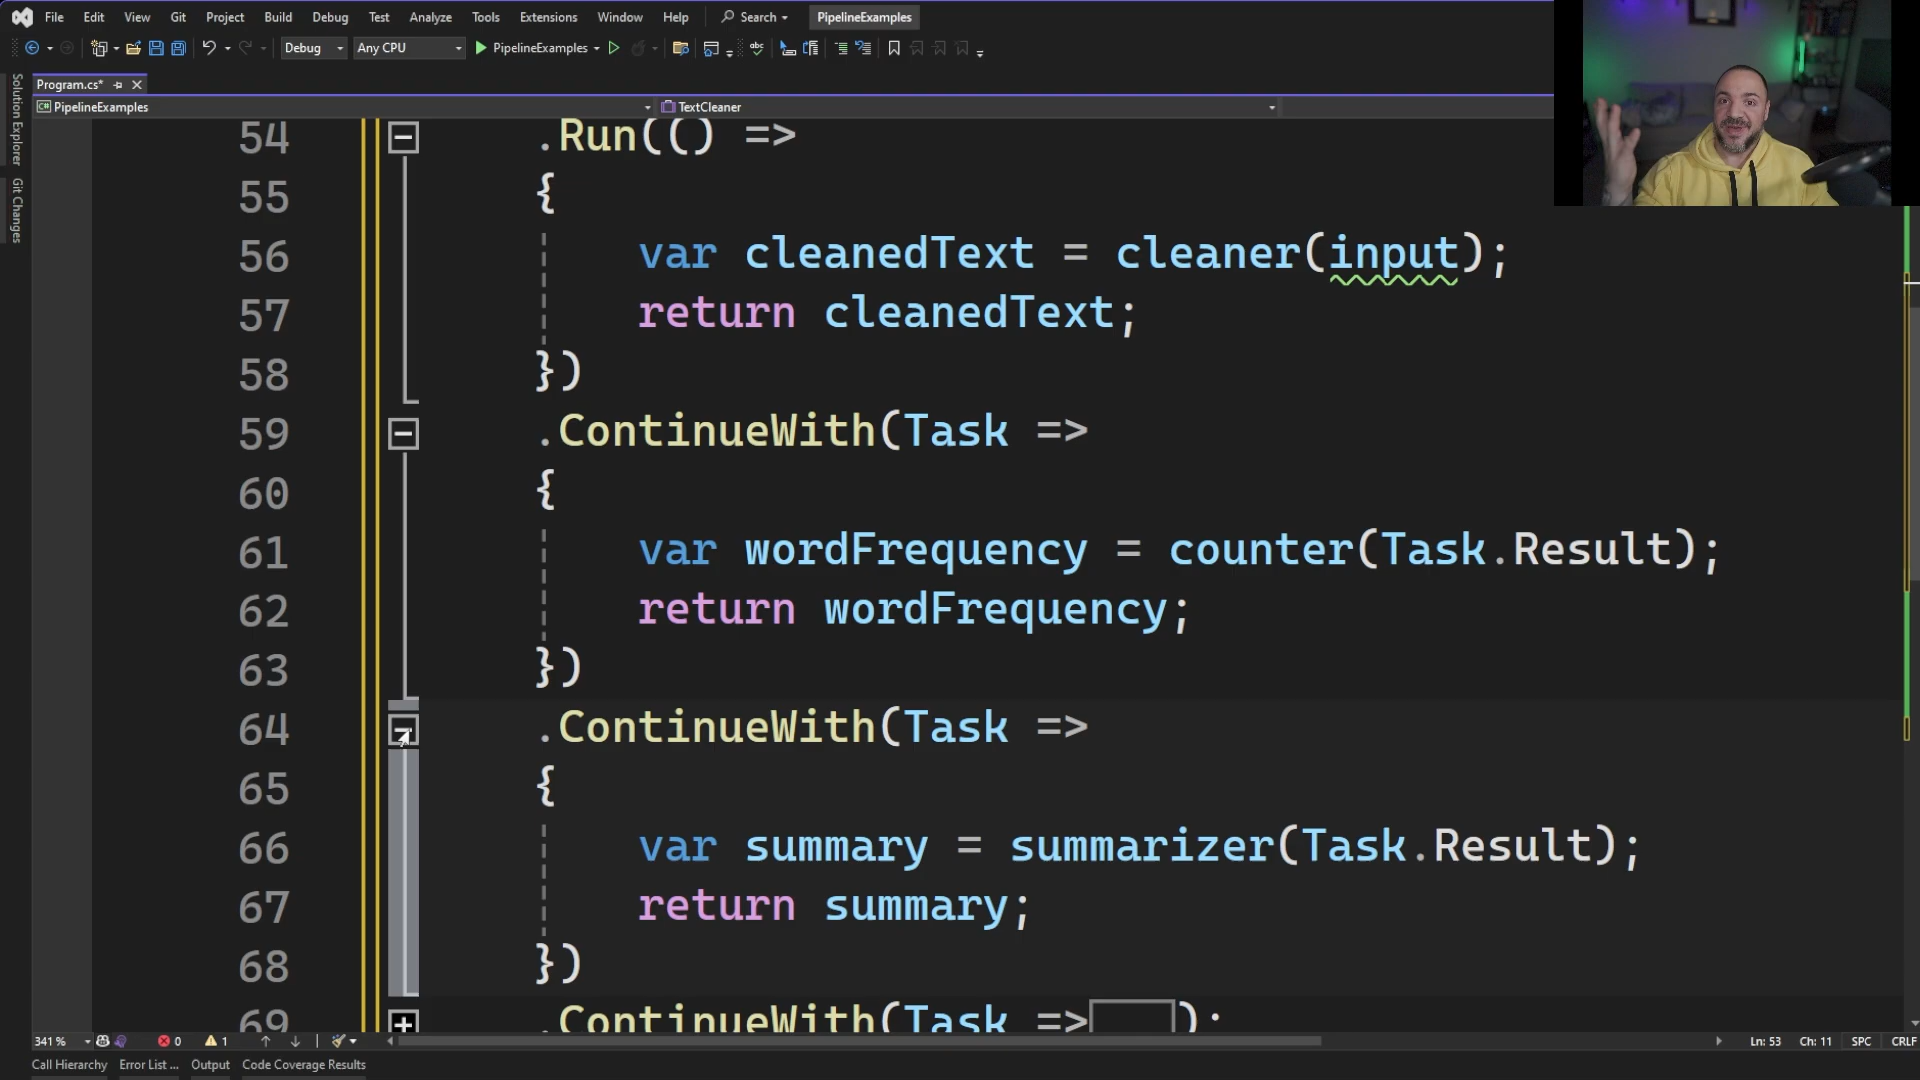 File Edit View Git Project Build Debug Test Analyze Tools Extensions Window Help Search PipelineExamples
Debug Any CPU PipelineExamples
Program.cs*
C# PipelineExamples TextCleaner
Solution Explorer
Git Changes
54 .Run(() =>
55 {
56 var cleanedText = cleaner(input);
57 return cleanedText;
58 })
59 .ContinueWith(Task =>
60 {
61 var wordFrequency = counter(Task.Result);
62 return wordFrequency;
63 })
64 .ContinueWith(Task =>
65 {
66 var summary = summarizer(Task.Result);
67 return summary;
68 })
69 .ContinueWith(Task => );
341 % 0 1 Ln: 53 Ch: 11 SPC CRLF
Call Hierarchy Error List ... Output Code Coverage Results